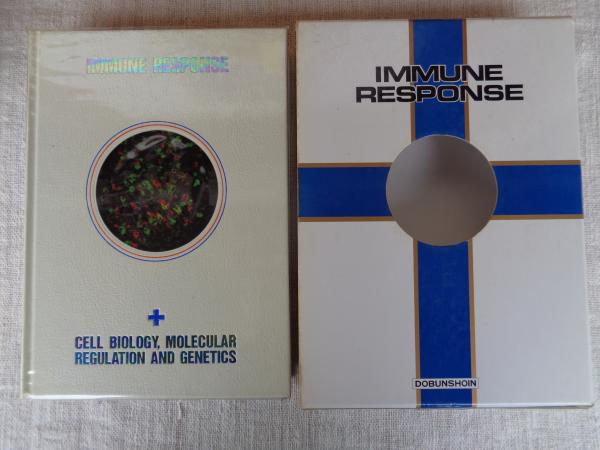 IMMUNE RESPONSE
CELL BIOLOGY, MOLECULAR
REGULATION AND GENETICS
IMMUNE
RESPONSE
DOBUNSHOIN